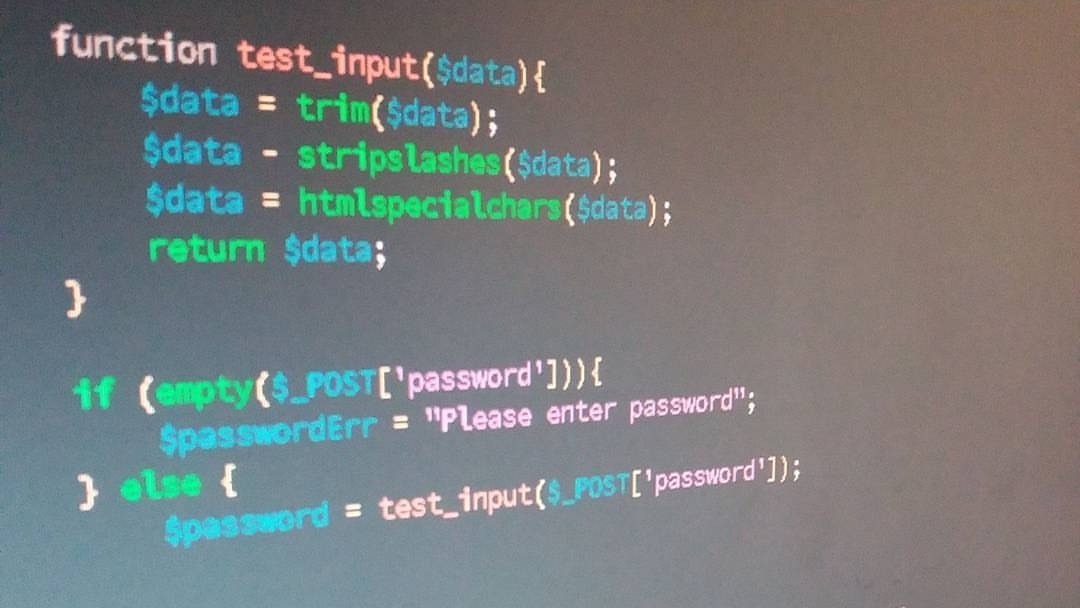 function test_input($data){
$data = trim($data);
$data - stripslashes($data);
$data = htmlspecialchars($data);
return $data;
}
if (empty($_POST['password'])){
$passwordErr = "Please enter password";
} else {
$password = test_input($_POST['password']);